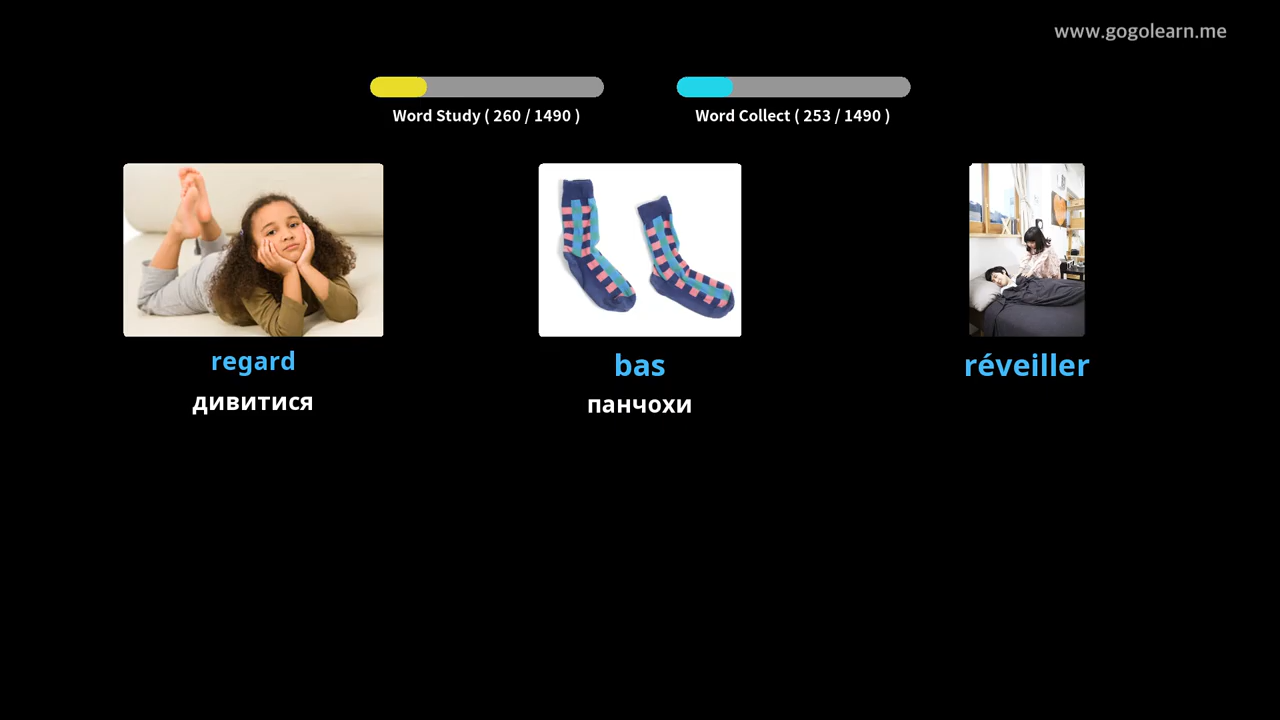 www.gogolearn.me
Word Study ( 260 / 1490 )
Word Collect ( 253 / 1490 )
regard
дивитися
bas
панчохи
réveiller